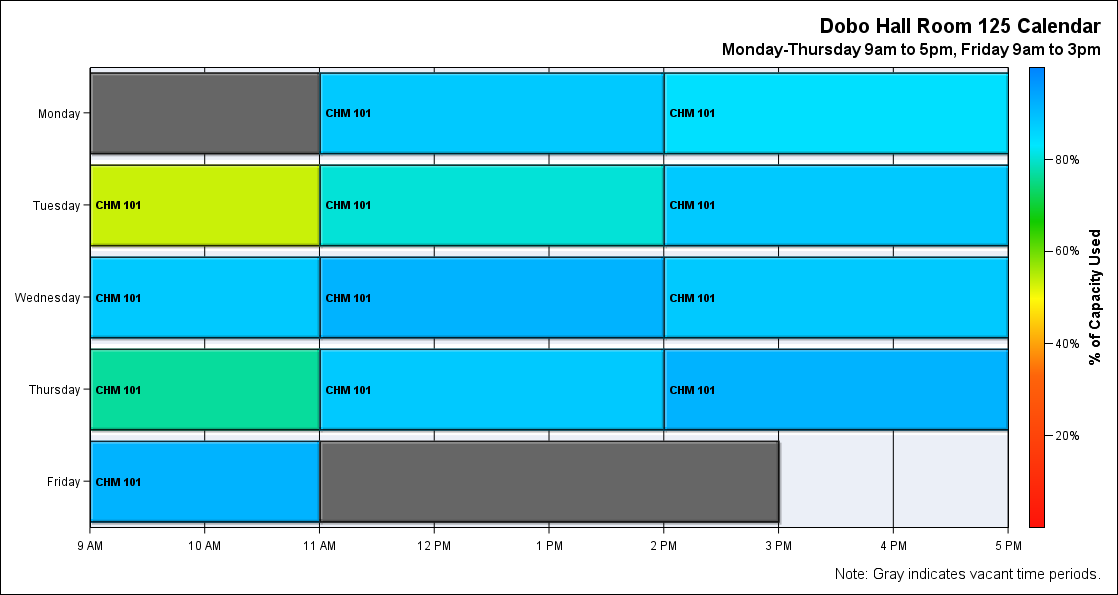 Dobo Hall Room 125 Calendar
Monday-Thursday 9am to 5pm, Friday 9am to 3pm
Monday
CHM 101
CHM 101
Tuesday
CHM 101
CHM 101
CHM 101
Wednesday
CHM 101
CHM 101
CHM 101
Thursday
CHM 101
CHM 101
CHM 101
Friday
CHM 101
9 AM
10 AM
11 AM
12 PM
1 PM
2 PM
3 PM
4 PM
5 PM
80%
60%
40%
20%
% of Capacity Used
Note: Gray indicates vacant time periods.